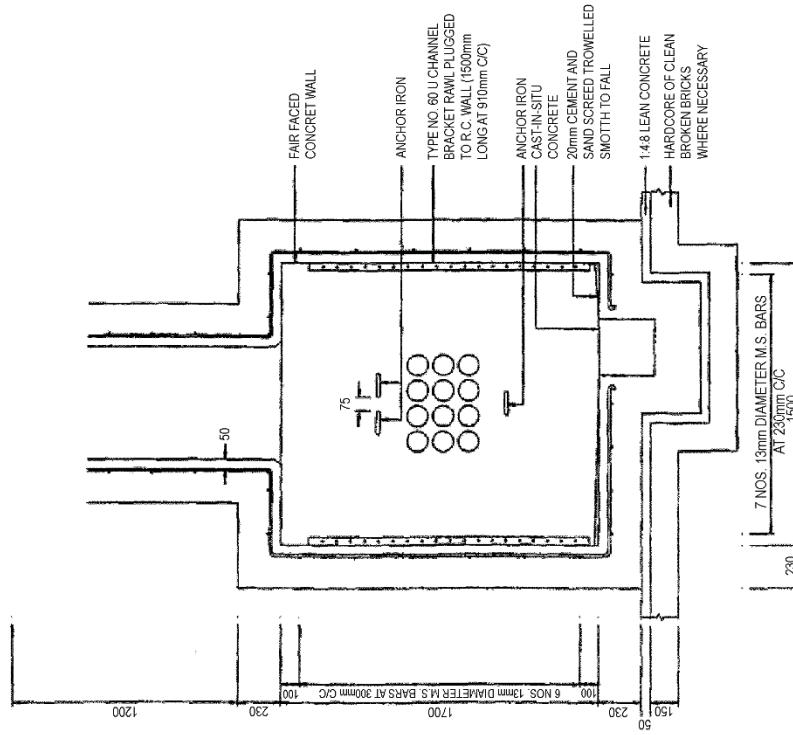 FAIR FACED
CONCRET WALL
ANCHOR IRON
TYPE NO. 60 U CHANNEL
BRACKET RAWL PLUGGED
TO R.C. WALL (1500mm
LONG AT 910mm C/C)
ANCHOR IRON
CAST-IN-SITU
CONCRETE
20mm CEMENT AND
SAND SCREED TROWELLED
SMOTTH TO FALL
1:4:8 LEAN CONCRETE
HARDCORE OF CLEAN
BROKEN BRICKS
WHERE NECESSARY
50
75
7 NOS. 13mm DIAMETER M.S. BARS
AT 230mm C/C
1500
230
1200
230
1700
230
50
150
100
6 NOS. 13mm DIAMETER M.S. BARS AT 300mm C/C
100